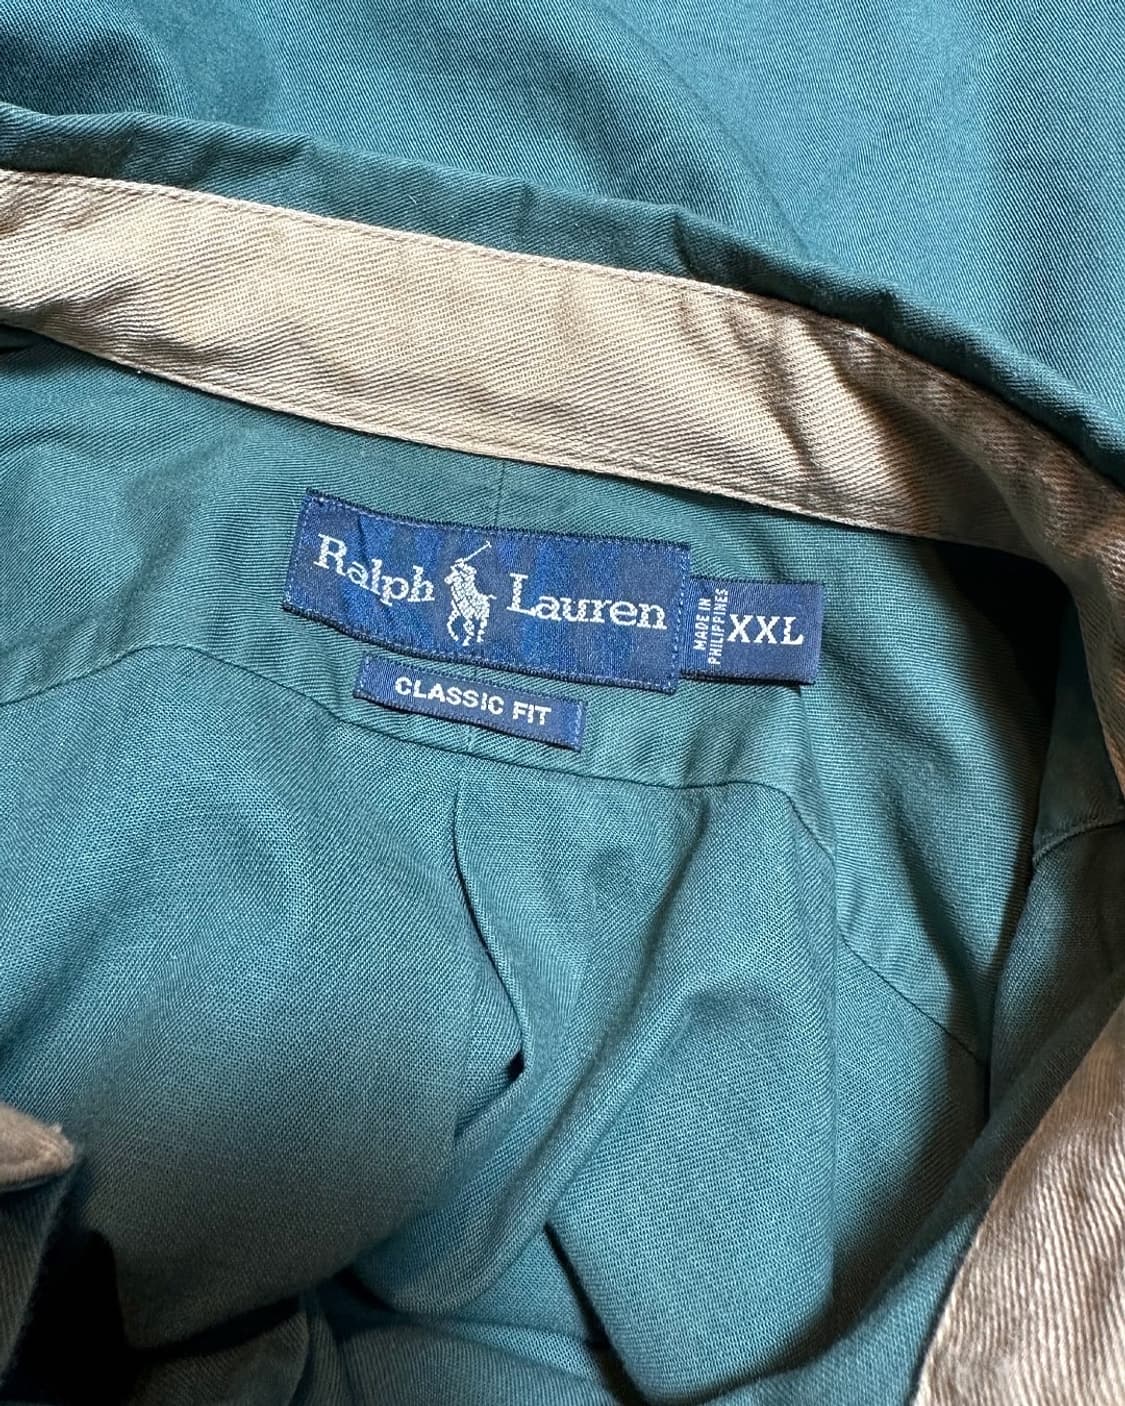 Ralph Lauren
MADE IN
PHILIPPINES
XXL
CLASSIC FIT